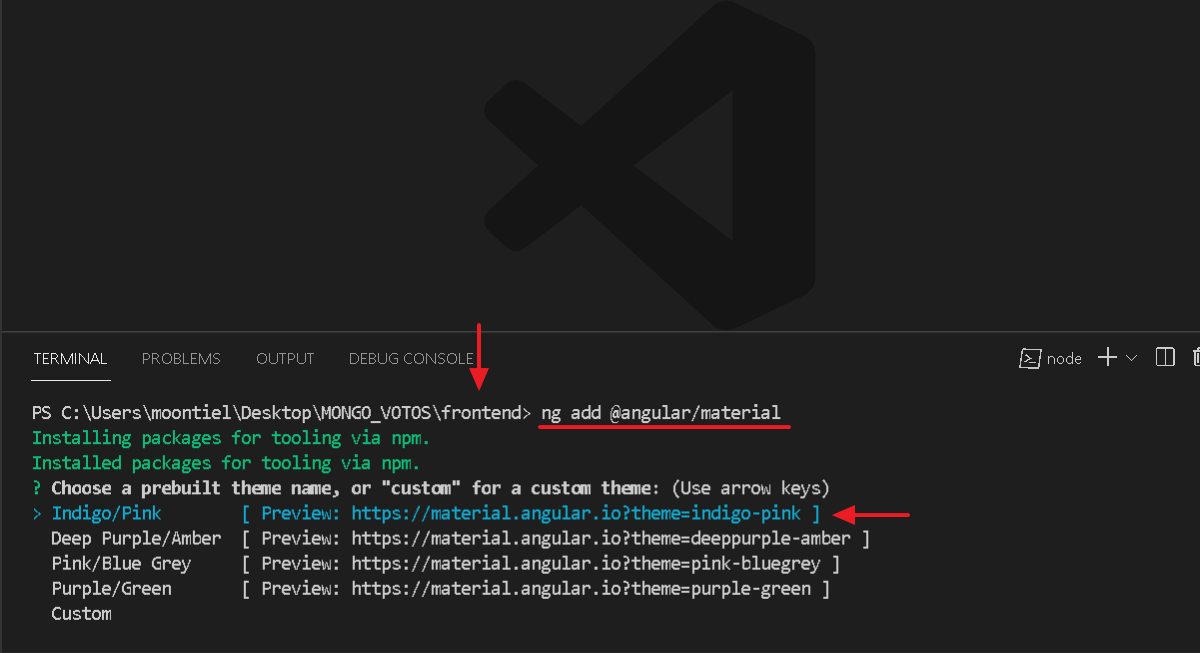 TERMINAL PROBLEMS OUTPUT DEBUG CONSOLE node
PS C:\Users\moontiel\Desktop\MONGO_VOTOS\frontend> ng add @angular/material
Installing packages for tooling via npm.
Installed packages for tooling via npm.
? Choose a prebuilt theme name, or "custom" for a custom theme: (Use arrow keys)
> Indigo/Pink [ Preview: https://material.angular.io?theme=indigo-pink ]
Deep Purple/Amber [ Preview: https://material.angular.io?theme=deeppurple-amber ]
Pink/Blue Grey [ Preview: https://material.angular.io?theme=pink-bluegrey ]
Purple/Green [ Preview: https://material.angular.io?theme=purple-green ]
Custom